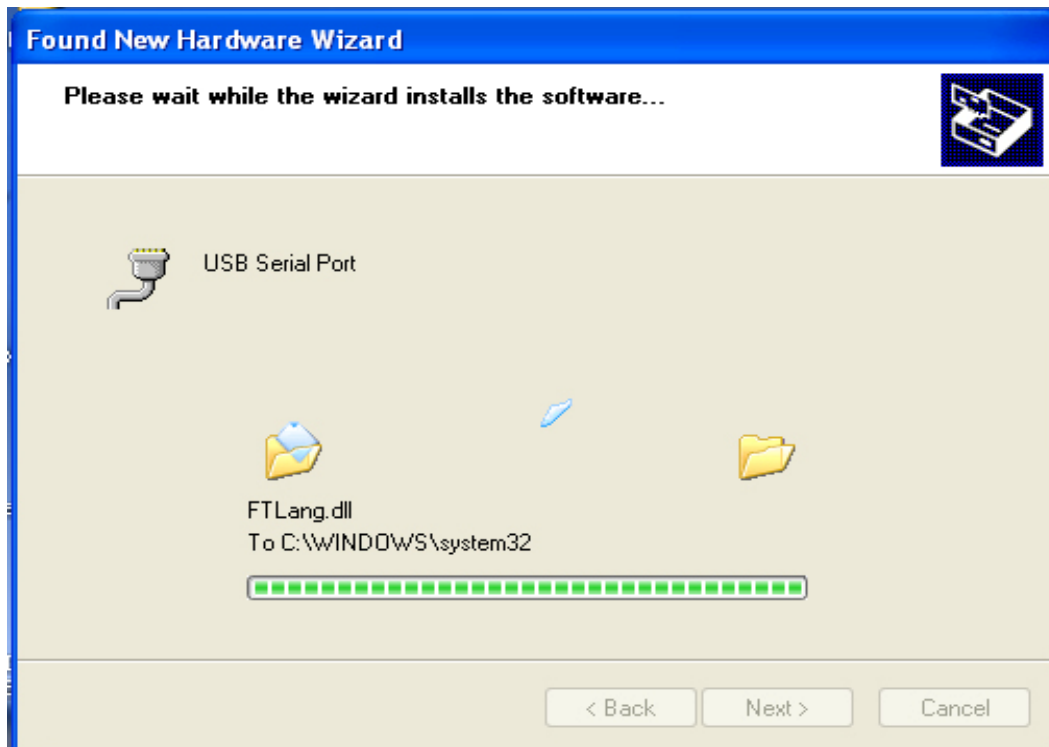 Found New Hardware Wizard
Please wait while the wizard installs the software...
USB Serial Port
FTLang.dll
To C:\WINDOWS\system32
< Back
Next >
Cancel